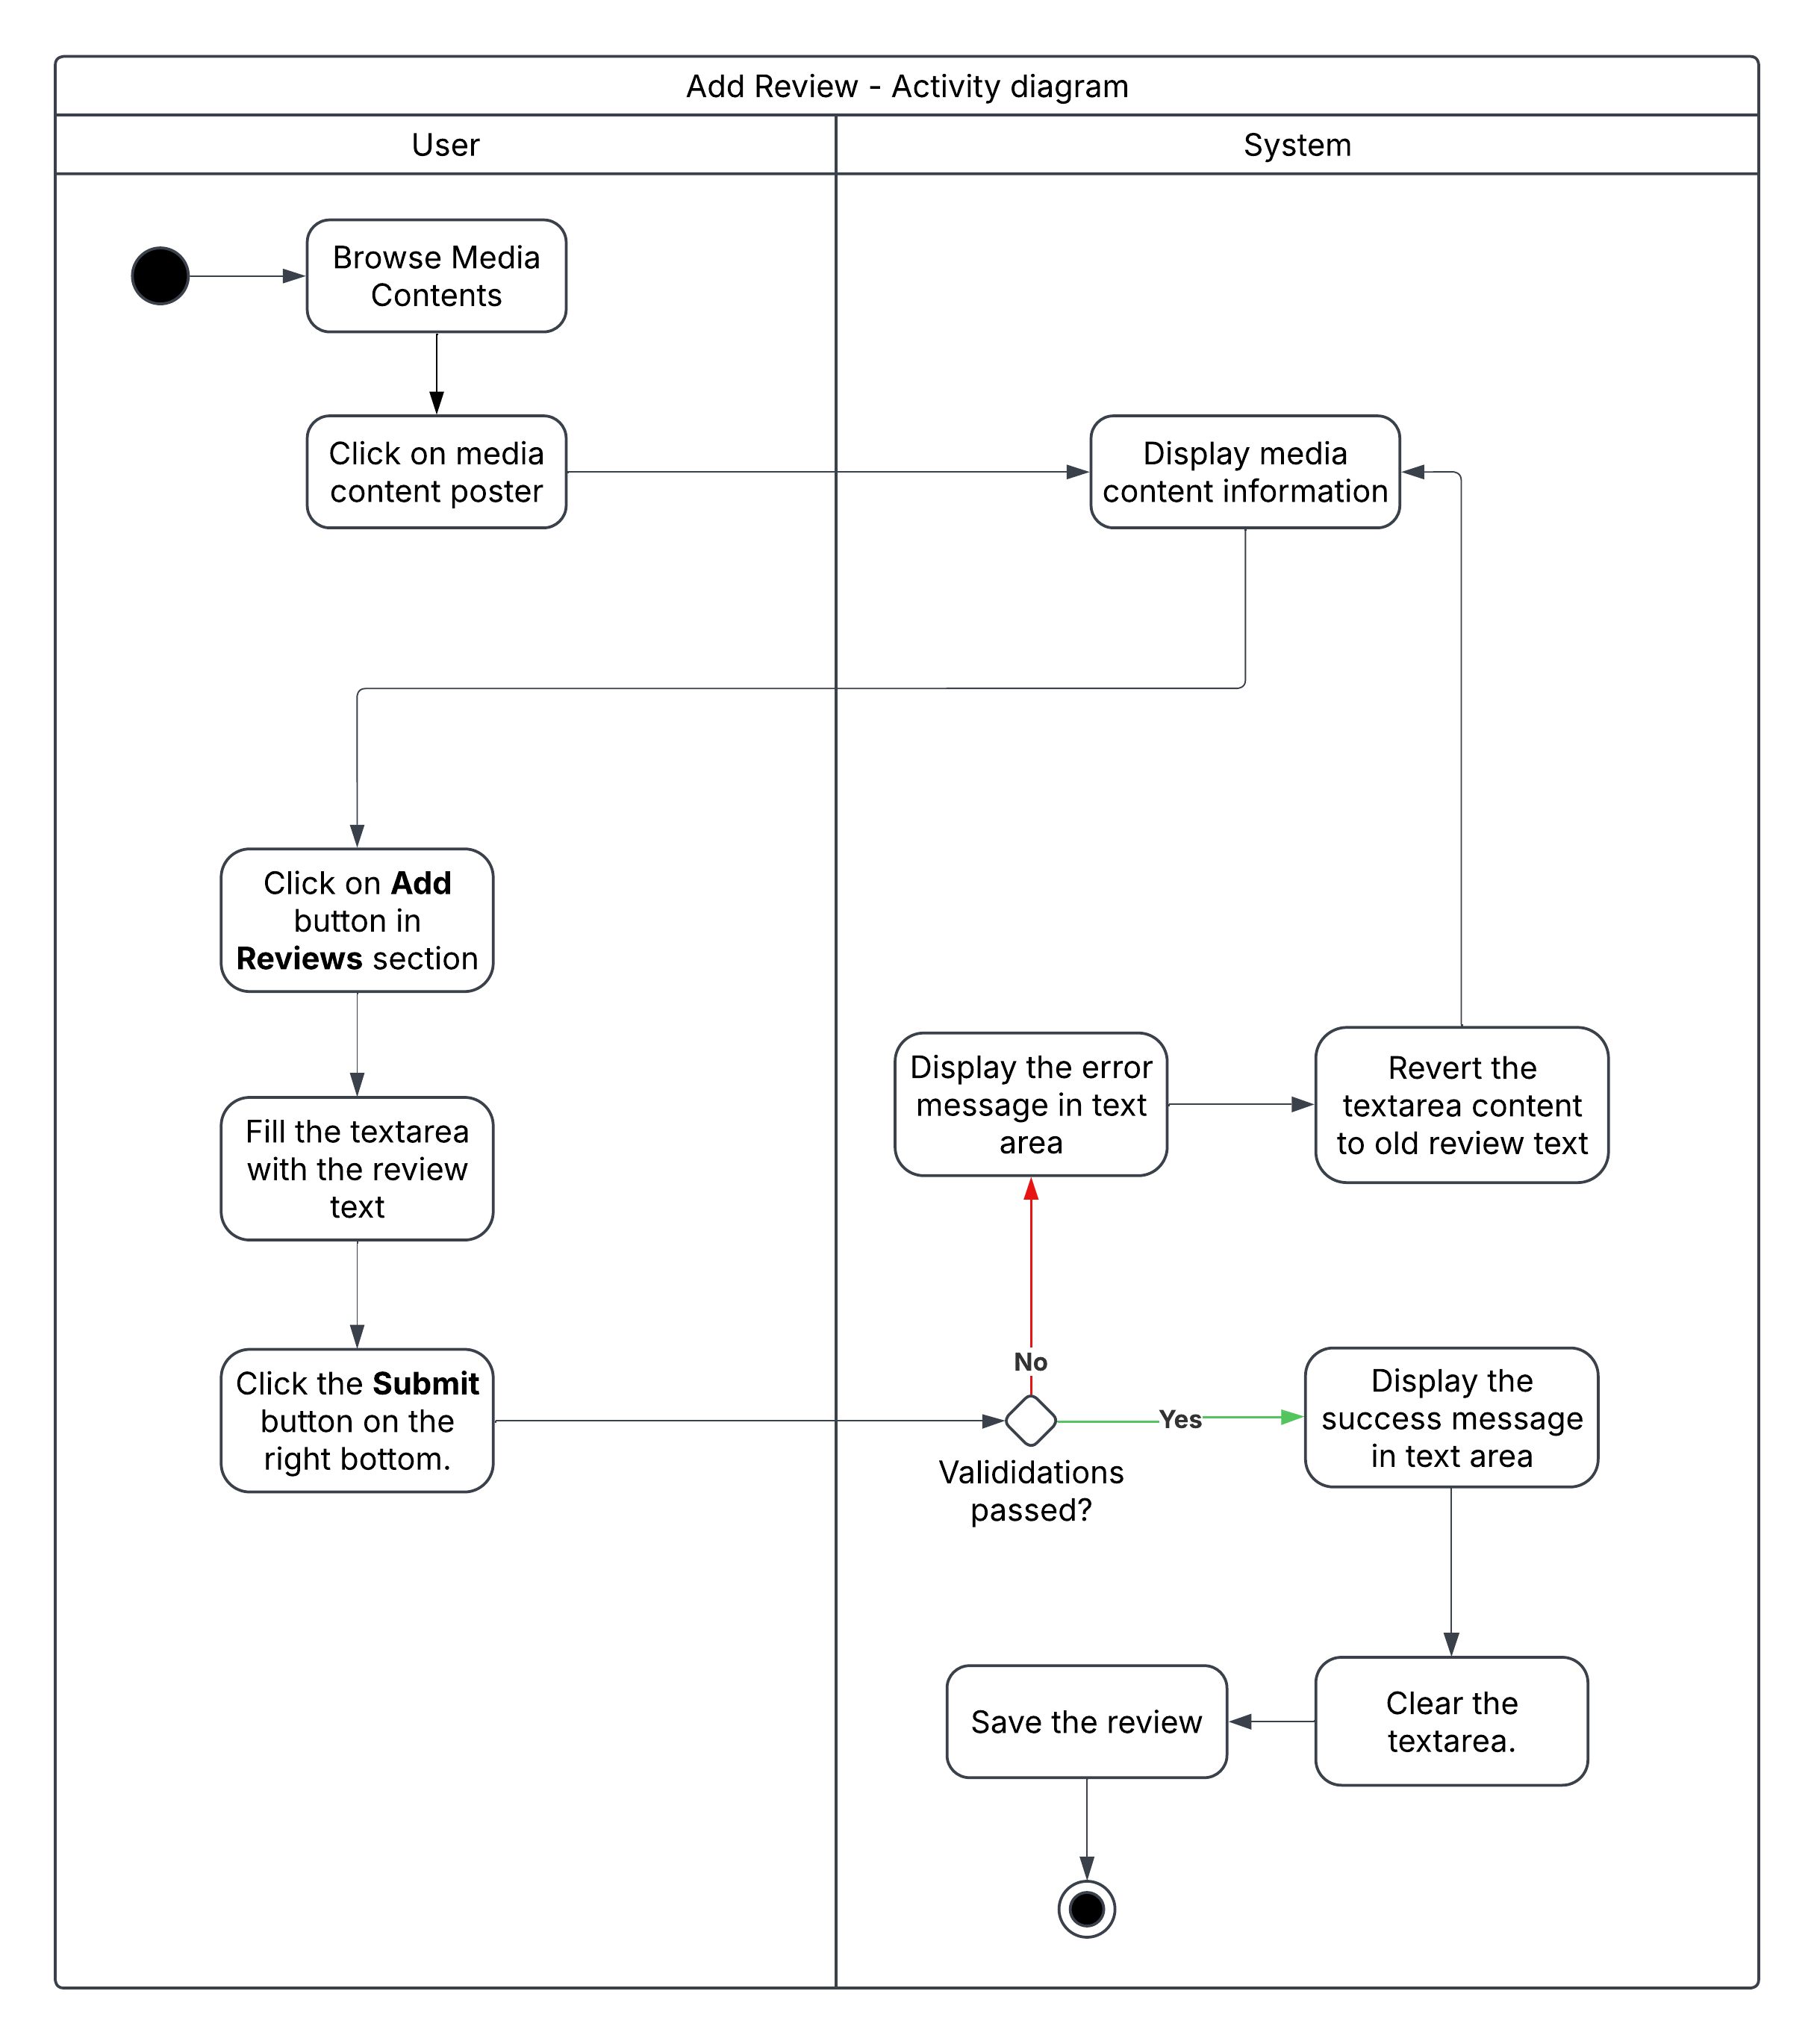 Add Review - Activity diagram
User
System
Browse Media
Contents
Click on media
content poster
Display media
content information
Click on Add
button in
Reviews section
Fill the textarea
with the review
text
Display the error
message in text
area
Revert the
textarea content
to old review text
Click the Submit
button on the
right bottom.
No
Yes
Valididations
passed?
Display the
success message
in text area
Save the review
Clear the
textarea.